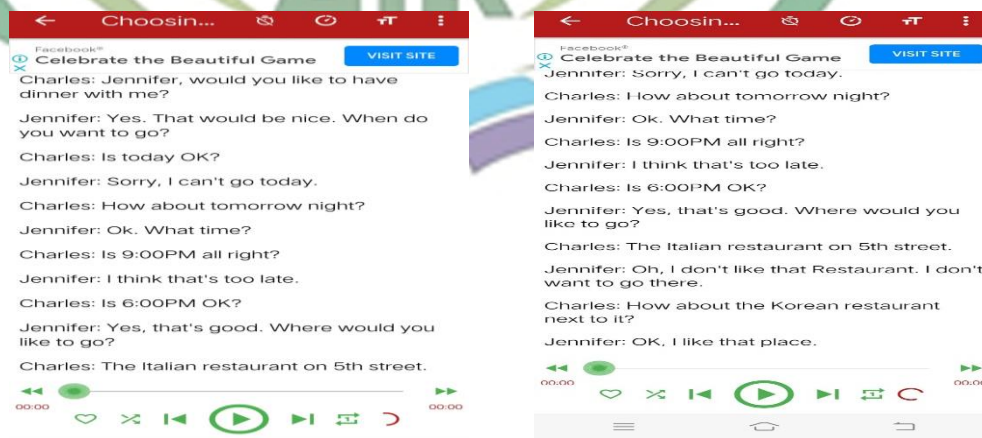 Choosin...
Facebook®
Celebrate the Beautiful Game
VISIT SITE
Charles: Jennifer, would you like to have
dinner with me?
Jennifer: Yes. That would be nice. When do
you want to go?
Charles: Is today OK?
Jennifer: Sorry, I can't go today.
Charles: How about tomorrow night?
Jennifer: Ok. What time?
Charles: Is 9:00PM all right?
Jennifer: I think that's too late.
Charles: Is 6:00PM OK?
Jennifer: Yes, that's good. Where would you
like to go?
Charles: The Italian restaurant on 5th street.
00:00
00:00
Choosin...
Facebook®
Celebrate the Beautiful Game
VISIT SITE
Jennifer: Sorry, I can't go today.
Charles: How about tomorrow night?
Jennifer: Ok. What time?
Charles: Is 9:00PM all right?
Jennifer: I think that's too late.
Charles: Is 6:00PM OK?
Jennifer: Yes, that's good. Where would you
like to go?
Charles: The Italian restaurant on 5th street.
Jennifer: Oh, I don't like that Restaurant. I don't
want to go there.
Charles: How about the Korean restaurant
next to it?
Jennifer: OK, I like that place.
00:00
00:00